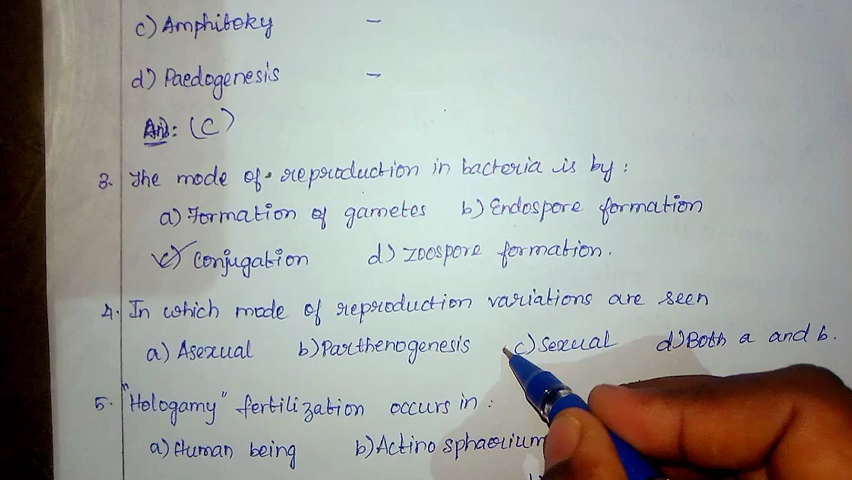 c) Amphitoky -
d) Paedogenesis -
Ans: (C)
3. The mode of reproduction in bacteria is by:
a) Formation of gametes b) Endospore formation
c) Conjugation d) zoospore formation.
4. In which mode of reproduction variations are seen
a) Asexual b) Parthenogenesis c) Sexual d) Both a and b.
5. "Hologamy" fertilization occurs in:
a) Human being b) Actino sphaerium